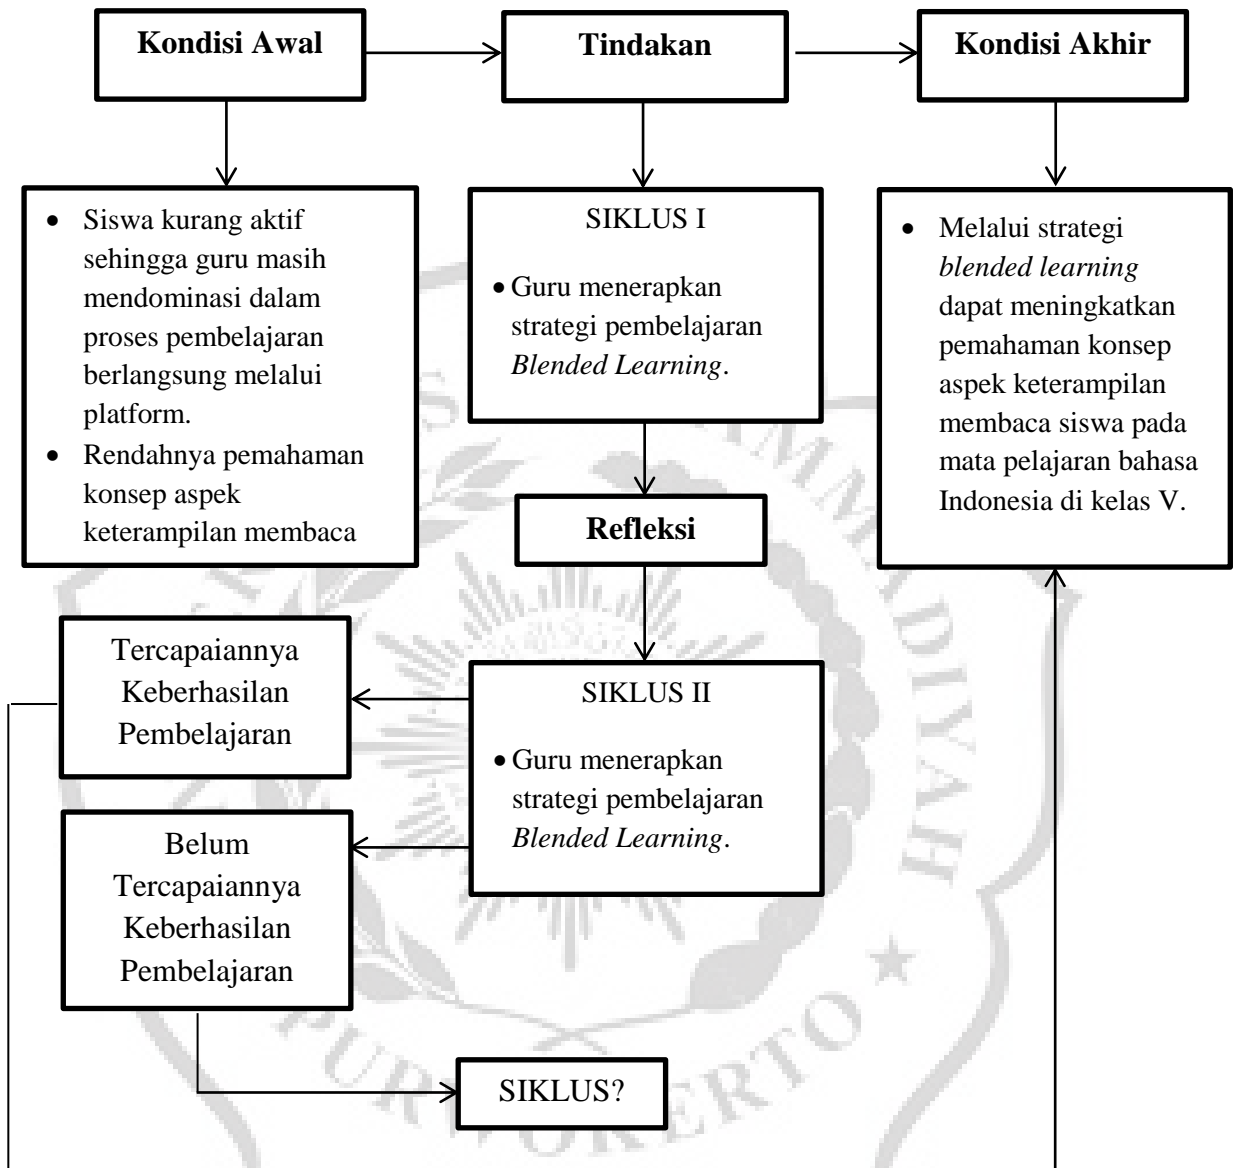 Kondisi Awal
Tindakan
Kondisi Akhir
• Siswa kurang aktif
sehingga guru masih
mendominasi dalam
proses pembelajaran
berlangsung melalui
platform.
• Rendahnya pemahaman
konsep aspek
keterampilan membaca
SIKLUS I
• Guru menerapkan
strategi pembelajaran
Blended Learning.
• Melalui strategi
blended learning
dapat meningkatkan
pemahaman konsep
aspek keterampilan
membaca siswa pada
mata pelajaran bahasa
Indonesia di kelas V.
Refleksi
Tercapaiannya
Keberhasilan
Pembelajaran
SIKLUS II
• Guru menerapkan
strategi pembelajaran
Blended Learning.
Belum
Tercapaiannya
Keberhasilan
Pembelajaran
SIKLUS?
PURWOKERTO